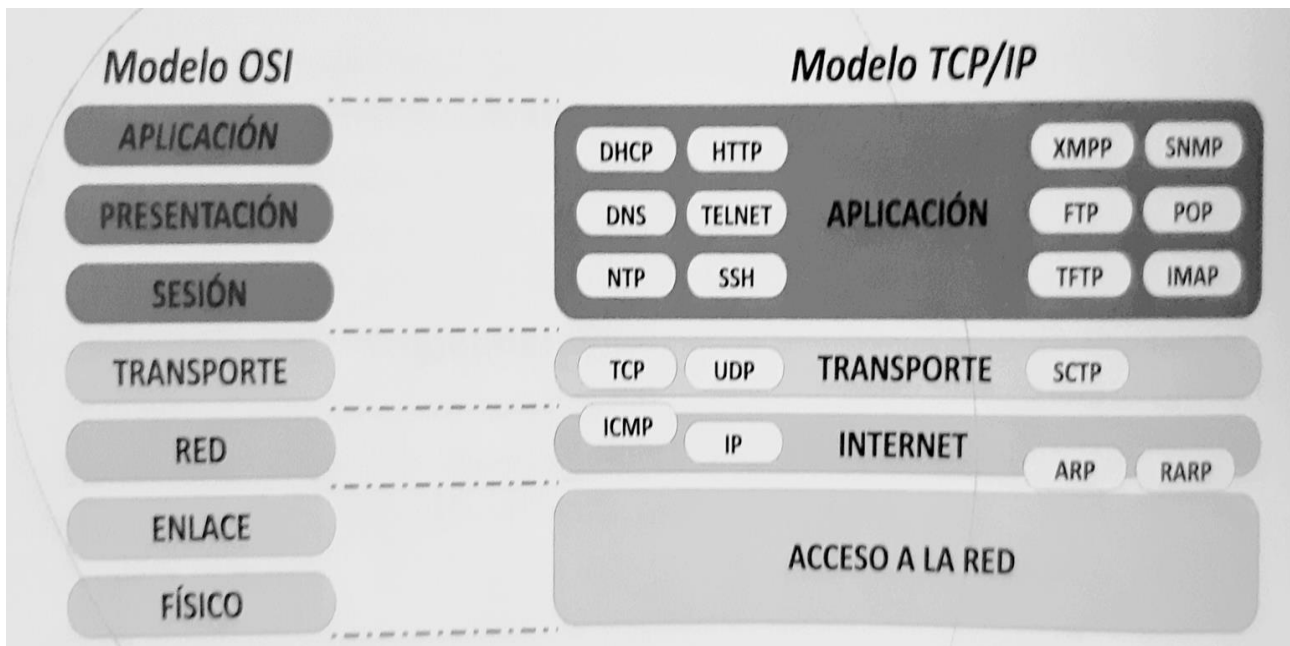 Modelo OSI
APLICACIÓN
PRESENTACIÓN
SESIÓN
TRANSPORTE
RED
ENLACE
FÍSICO
Modelo TCP/IP
DHCP HTTP XMPP SNMP
DNS TELNET APLICACIÓN FTP POP
NTP SSH TFTP IMAP
TCP UDP TRANSPORTE SCTP
ICMP IP INTERNET ARP RARP
ACCESO A LA RED